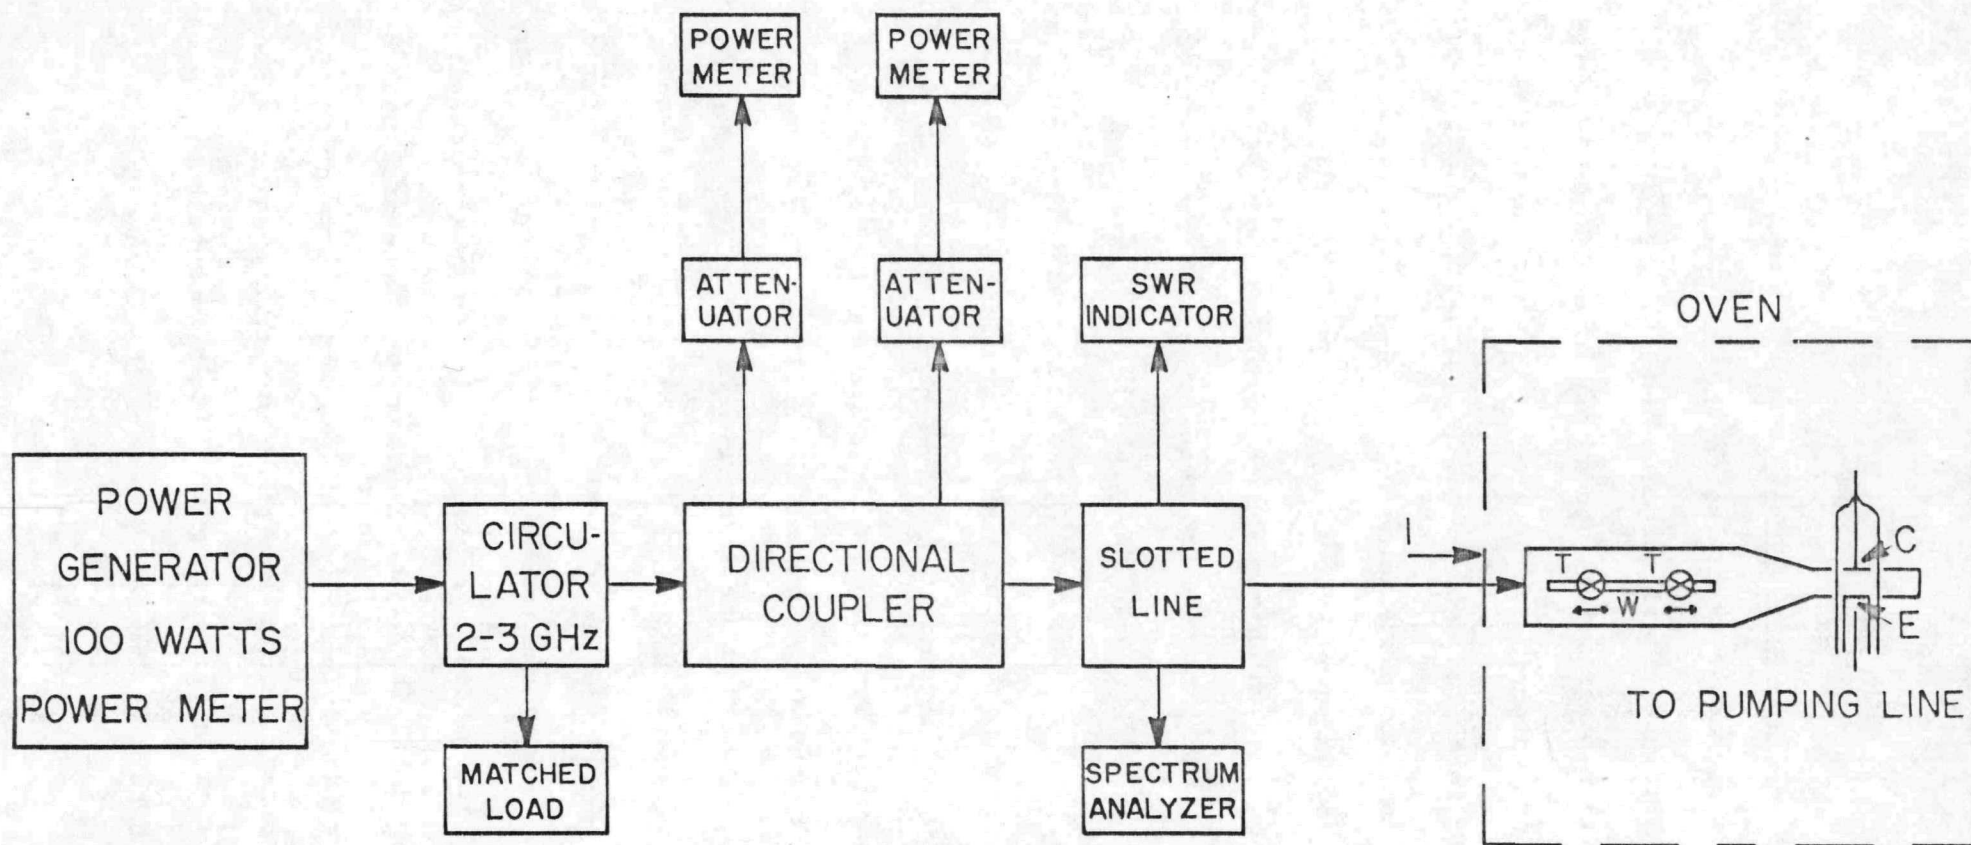 POWER
METER
POWER
METER
ATTEN-
UATOR
ATTEN-
UATOR
SWR
INDICATOR
OVEN
POWER
GENERATOR
100 WATTS
POWER METER
CIRCU-
LATOR
2-3 GHz
DIRECTIONAL
COUPLER
SLOTTED
LINE
I
T
T
W
C
E
TO PUMPING LINE
MATCHED
LOAD
SPECTRUM
ANALYZER